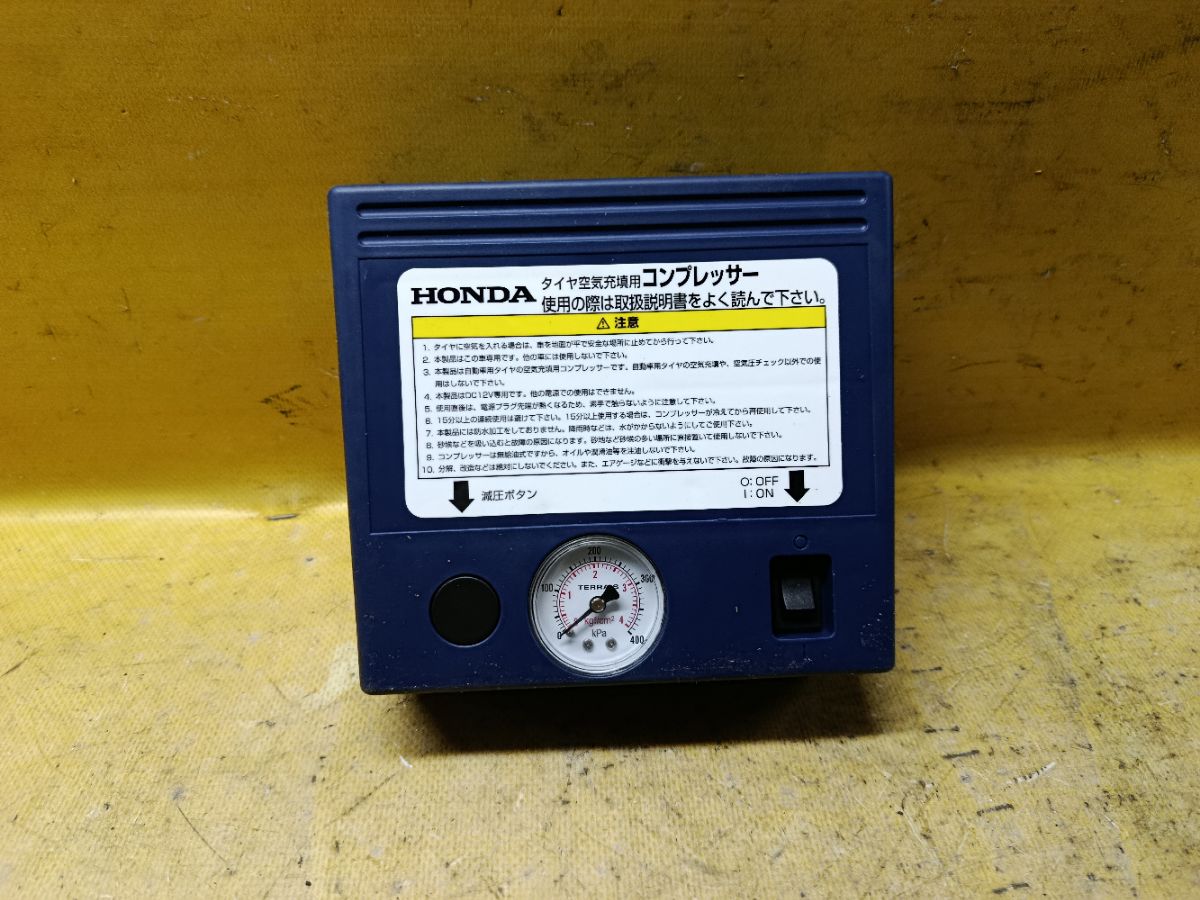 HONDA タイヤ空気充填用コンプレッサー
使用の際は取扱説明書をよく読んで下さい。
⚠ 注意
1. タイヤに空気を入れる場合は、車を地面が平で安全な場所に止めてから行って下さい。
2. 本製品はこの車専用です。他の車には使用しないで下さい。
3. 本製品は自動車用タイヤの空気充填用コンプレッサーです。自動車用タイヤの空気充填や、空気圧チェック以外での使
用はしないで下さい。
4. 本製品はDC12V専用です。他の電源での使用はできません。
5. 使用直後は、電源プラグ先端が熱くなるため、素手で触らないように注意して下さい。
6. 15分以上の連続使用は避けて下さい。15分以上使用する場合は、コンプレッサーが冷えてから再使用して下さい。
7. 本製品には防水加工をしておりません。降雨時などは、水がかからないようにしてご使用下さい。
8. 砂埃などを吸い込むと故障の原因になります。砂地など砂埃の多い場所に直接置いて使用しないで下さい。
9. コンプレッサーは無給油式ですから、オイルや潤滑油等を注油しないで下さい。
10. 分解、改造などは絶対にしないでください。また、エアゲージなどに衝撃を与えないで下さい。故障の原因になります。
減圧ボタン
O:OFF
I:ON
0 100 200 300 400
1 2 3 4
kgf/cm2
kPa